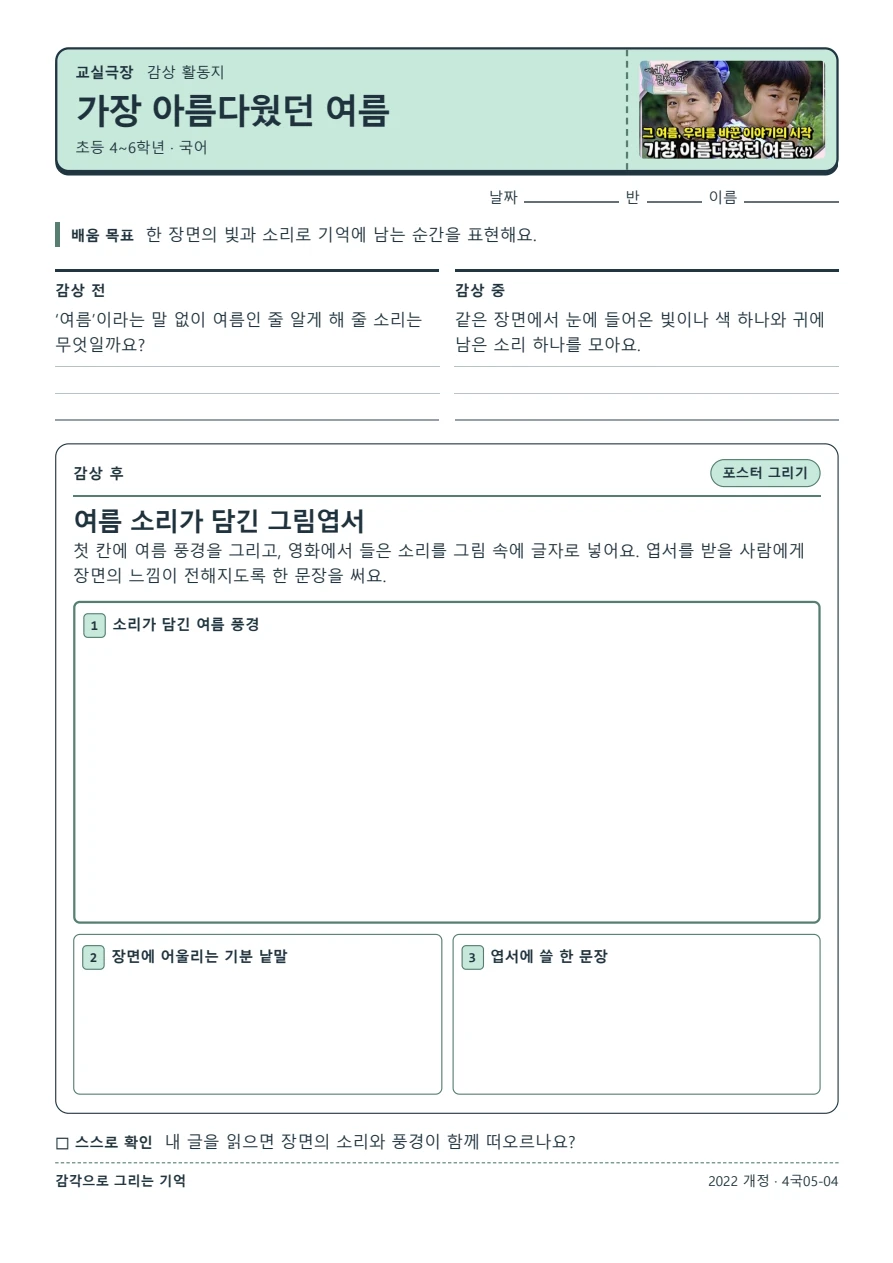 교실극장 감상 활동지
가장 아름다웠던 여름
초등 4~6학년 · 국어
그 여름, 우리를 바꾼 이야기의 시작
가장 아름다웠던 여름(상)
날짜 반 이름
배움 목표 한 장면의 빛과 소리로 기억에 남는 순간을 표현해요.
감상 전
‘여름’이라는 말 없이 여름인 줄 알게 해 줄 소리는
무엇일까요?
감상 중
같은 장면에서 눈에 들어온 빛이나 색 하나와 귀에
남은 소리 하나를 모아요.
감상 후
포스터 그리기
여름 소리가 담긴 그림엽서
첫 칸에 여름 풍경을 그리고, 영화에서 들은 소리를 그림 속에 글자로 넣어요. 엽서를 받을 사람에게
장면의 느낌이 전해지도록 한 문장을 써요.
1 소리가 담긴 여름 풍경
2 장면에 어울리는 기분 낱말
3 엽서에 쓸 한 문장
스스로 확인 내 글을 읽으면 장면의 소리와 풍경이 함께 떠오르나요?
감각으로 그리는 기억
2022 개정 · 4국05-04